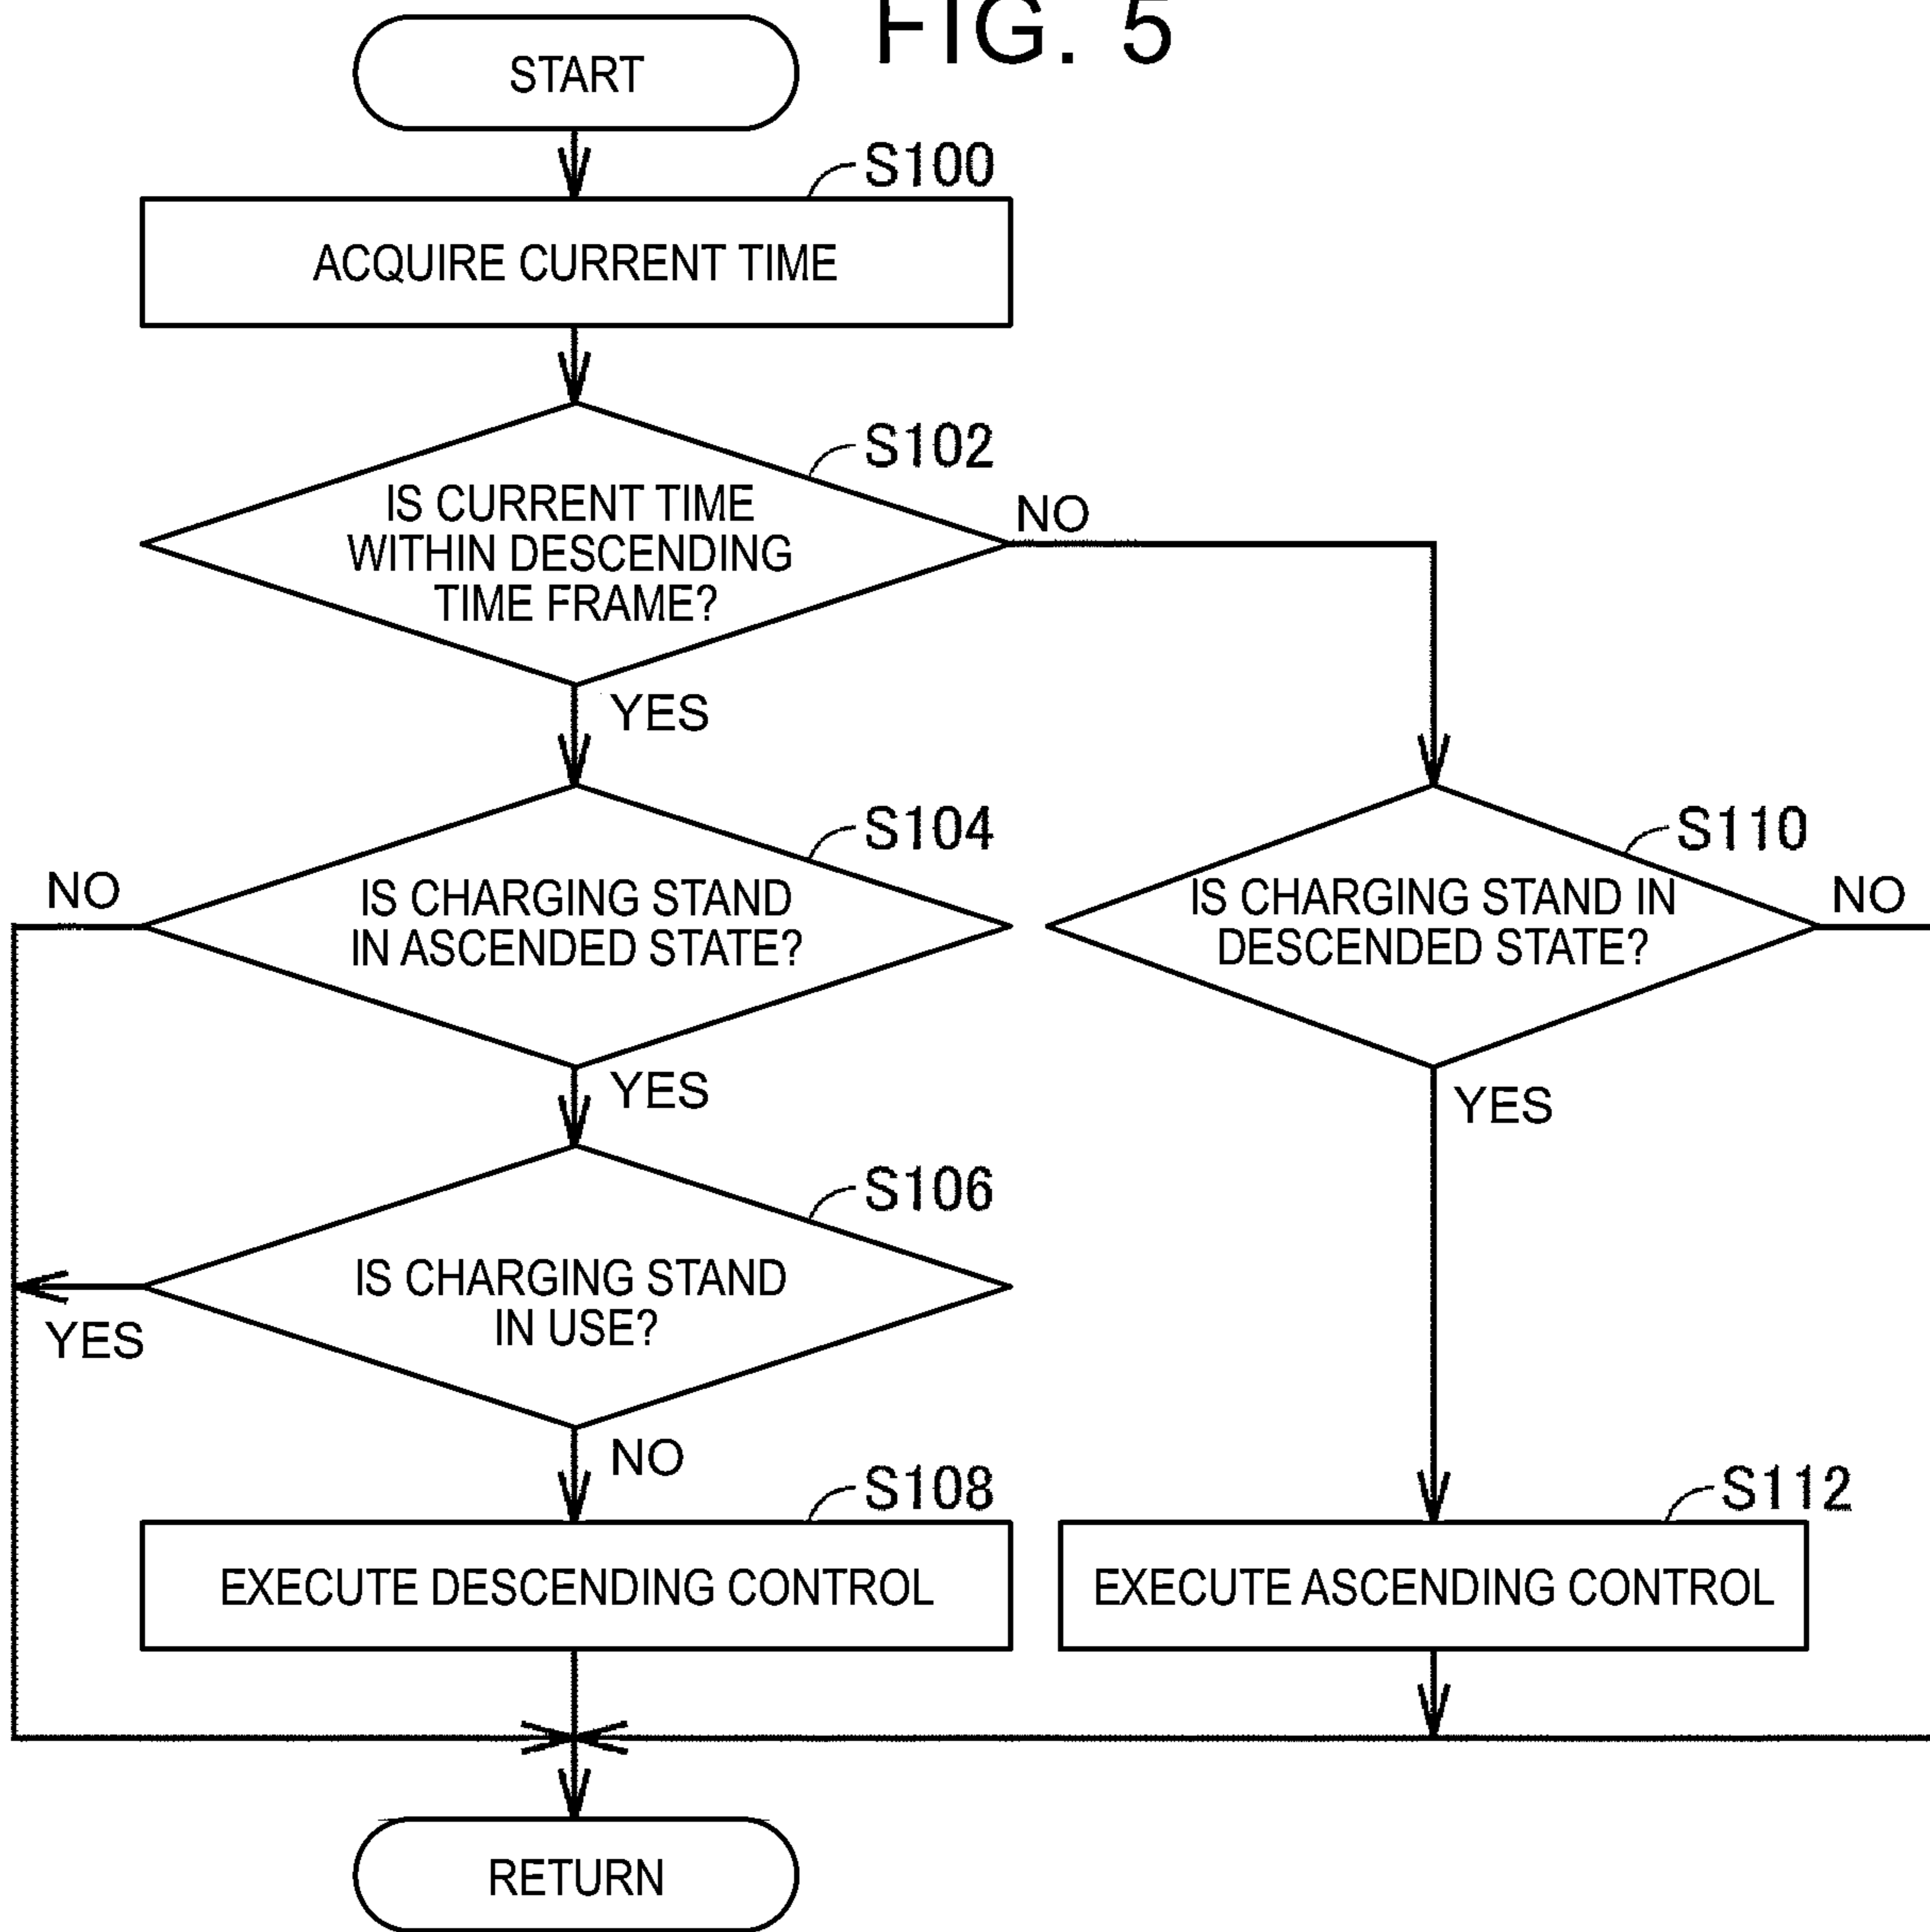 FIG. 5
START
S100
ACQUIRE CURRENT TIME
S102
IS CURRENT TIME
WITHIN DESCENDING
TIME FRAME?
NO
YES
S104
IS CHARGING STAND
IN ASCENDED STATE?
NO
YES
S110
IS CHARGING STAND IN
DESCENDED STATE?
NO
YES
S106
IS CHARGING STAND
IN USE?
YES
NO
S108
EXECUTE DESCENDING CONTROL
S112
EXECUTE ASCENDING CONTROL
RETURN